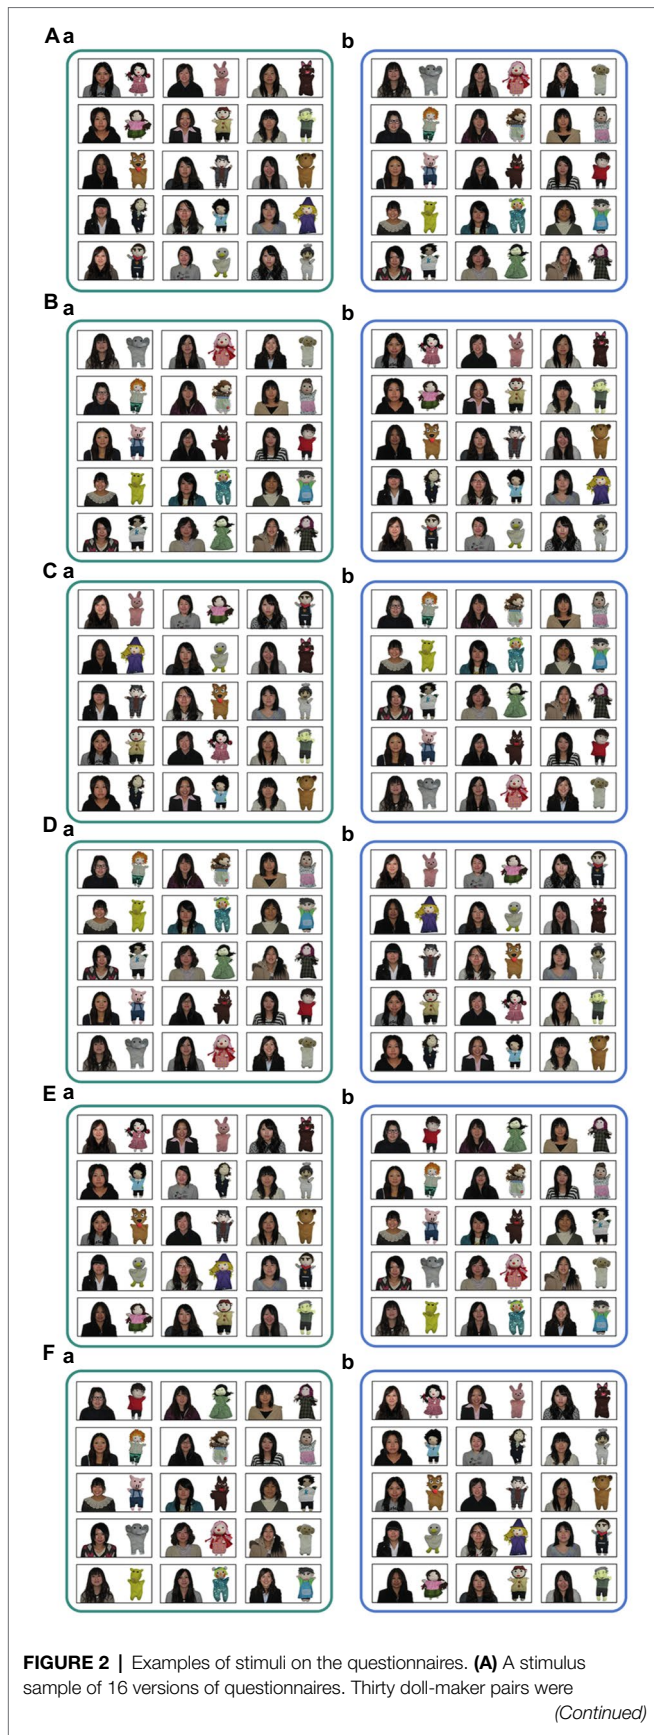 A a
b
B a
b
C a
b
D a
b
E a
b
F a
b
FIGURE 2 | Examples of stimuli on the questionnaires. (A) A stimulus
sample of 16 versions of questionnaires. Thirty doll-maker pairs were
(Continued)